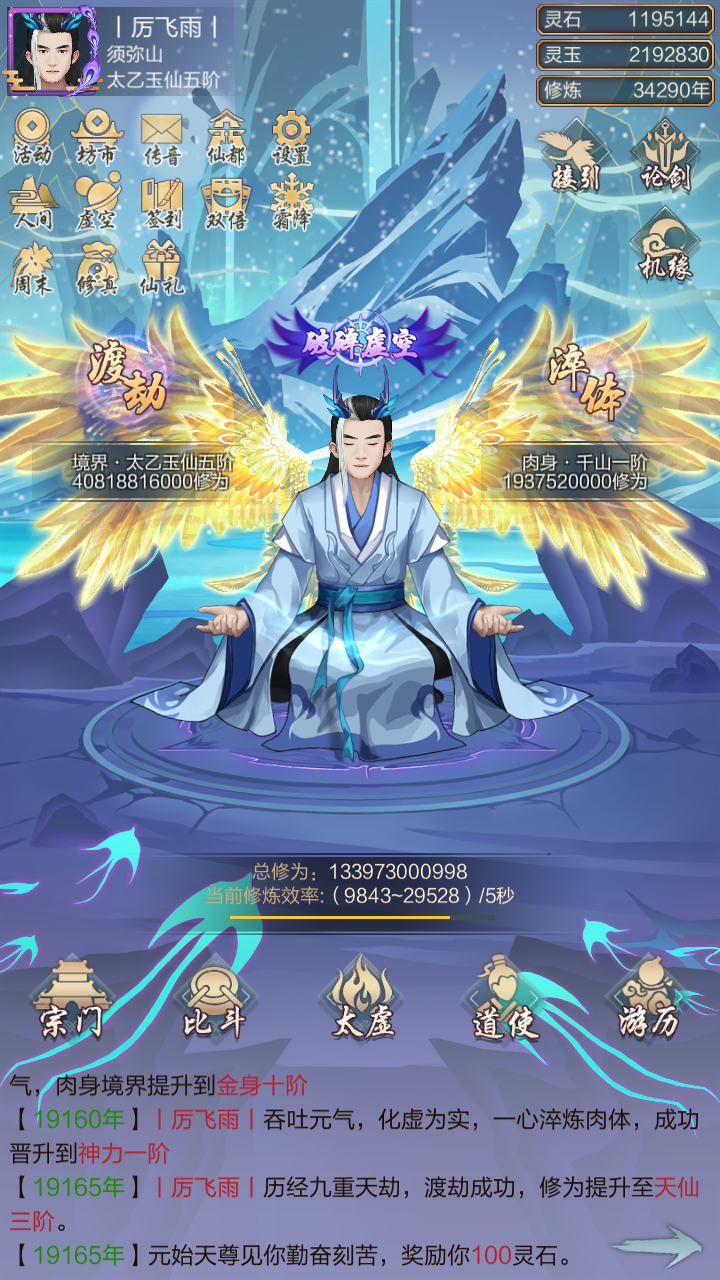 丨厉飞雨丨
须弥山
太乙玉仙五阶
灵石 1195144
灵玉 2192830
修炼 34290年
活动 坊市 传音 仙都 设置
接引 论剑
人间 虚空 签到 双倍 霜降
周末 修真 仙礼
机缘
破碎虚空
渡劫
淬体
境界·太乙玉仙五阶
40818816000修为
肉身·千山一阶
1937520000修为
总修为：133973000998
当前修炼效率:（9843~29528）/5秒
宗门 比斗 太虚 道侣 游历
气，肉身境界提升到金身十阶
【19160年】丨厉飞雨丨吞吐元气，化虚为实，一心淬炼肉体，成功
晋升到神力一阶
【19165年】丨厉飞雨丨历经九重天劫，渡劫成功，修为提升至天仙
三阶。
【19165年】元始天尊见你勤奋刻苦，奖励你100灵石。